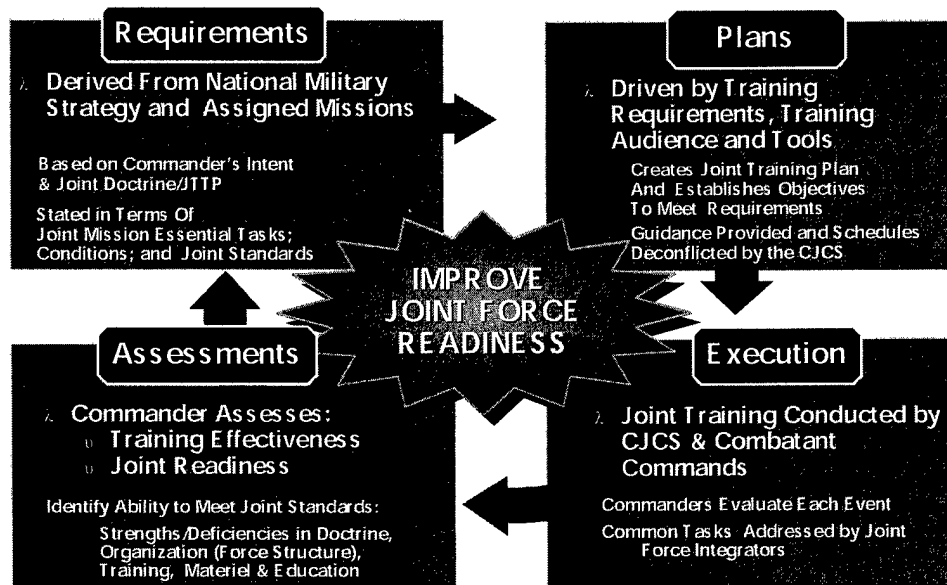 Requirements
λ Derived From National Military
Strategy and Assigned Missions
Based on Commander's Intent
& Joint Doctrine/JTTP
Stated in Terms Of
Joint Mission Essential Tasks;
Conditions; and Joint Standards
Plans
λ Driven by Training
Requirements, Training
Audience and Tools
Creates Joint Training Plan
And Establishes Objectives
To Meet Requirements
Guidance Provided and Schedules
Deconflicted by the CJCS
IMPROVE
JOINT FORCE
READINESS
Assessments
λ Commander Assesses:
υ Training Effectiveness
υ Joint Readiness
Identify Ability to Meet Joint Standards:
Strengths/Deficiencies in Doctrine,
Organization (Force Structure),
Training, Materiel & Education
Execution
λ Joint Training Conducted by
CJCS & Combatant
Commands
Commanders Evaluate Each Event
Common Tasks Addressed by Joint
Force Integrators